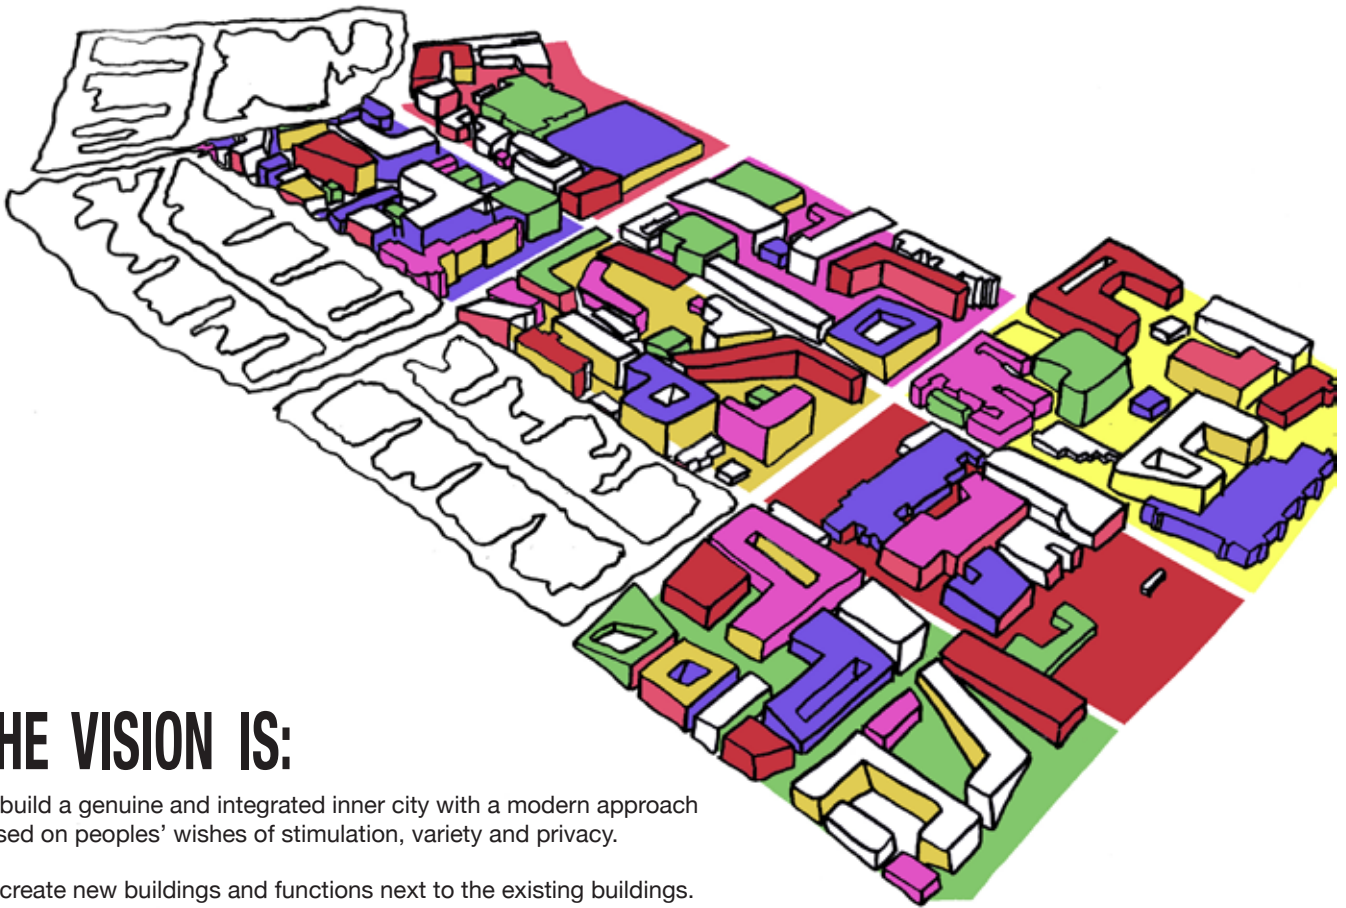 HE VISION IS:
build a genuine and integrated inner city with a modern approach
sed on peoples’ wishes of stimulation, variety and privacy.
create new buildings and functions next to the existing buildings.